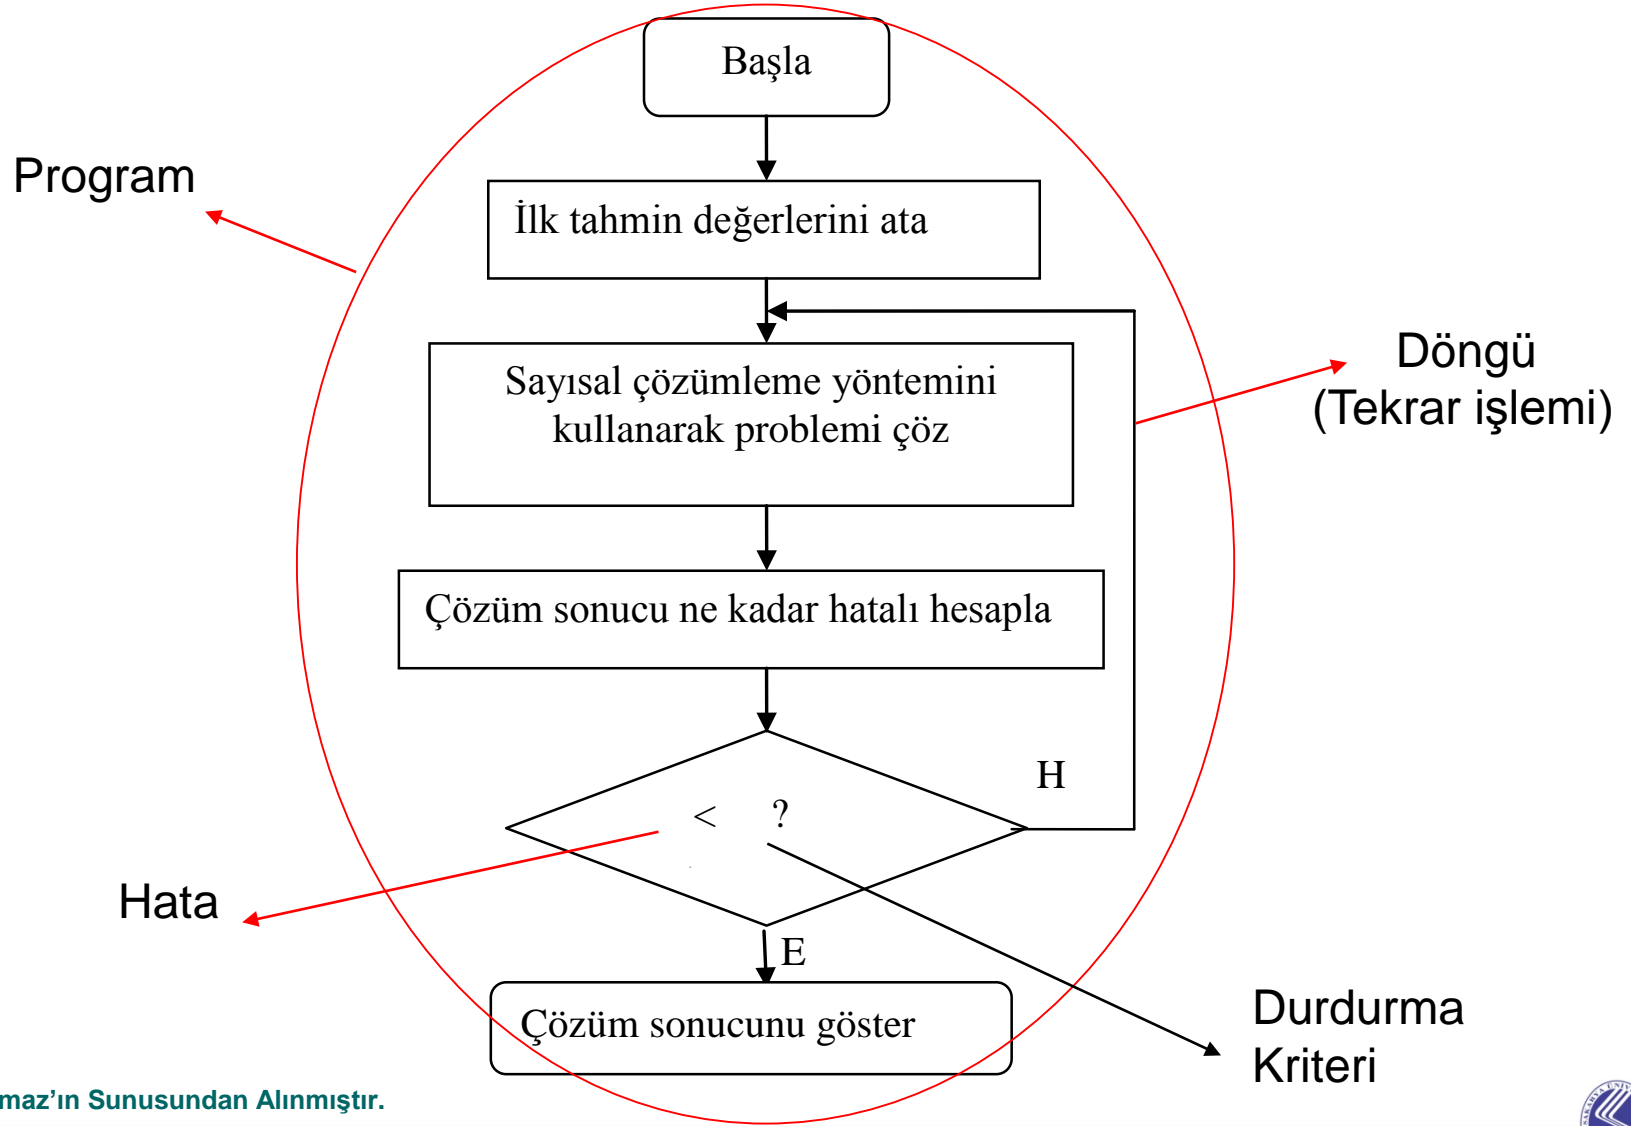 Başla
Program
İlk tahmin değerlerini ata
Döngü
(Tekrar işlemi)
Sayısal çözümleme yöntemini
kullanarak problemi çöz
Çözüm sonucu ne kadar hatalı hesapla
H
< ?
Hata
E
Çözüm sonucunu göster
Durdurma
Kriteri
maz’ın Sunusundan Alınmıştır.